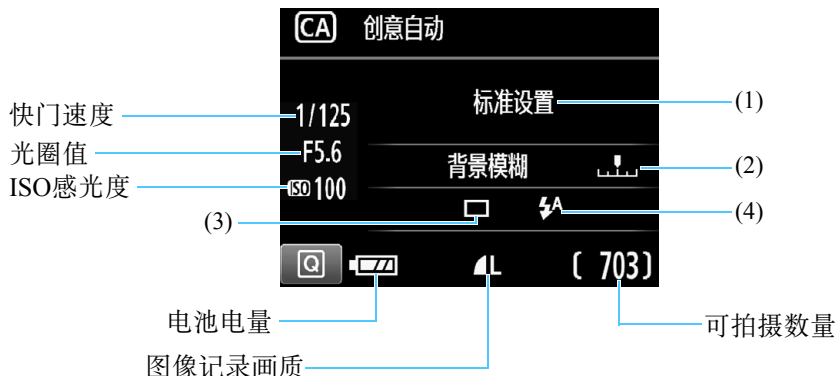 CA 创意自动
标准设置 (1)
快门速度 1/125
光圈值 F5.6
背景模糊 (2)
ISO感光度 ISO 100
(3) A (4)
Q L [ 703]
电池电量 可拍摄数量
图像记录画质